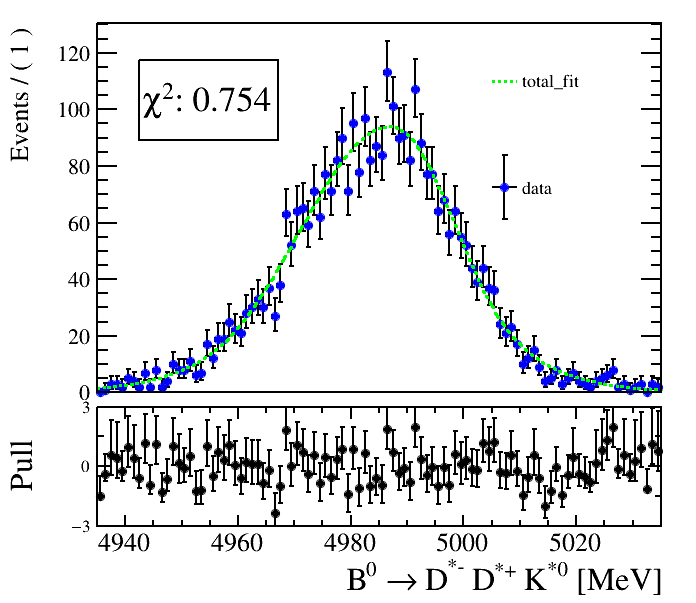 Events / ( 1 )
120
100
80
60
40
20
0
χ²: 0.754
total_fit
data
Pull
3
0
−3
4940 4960 4980 5000 5020
B⁰ → D*⁻ D*⁺ K*⁰ [MeV]